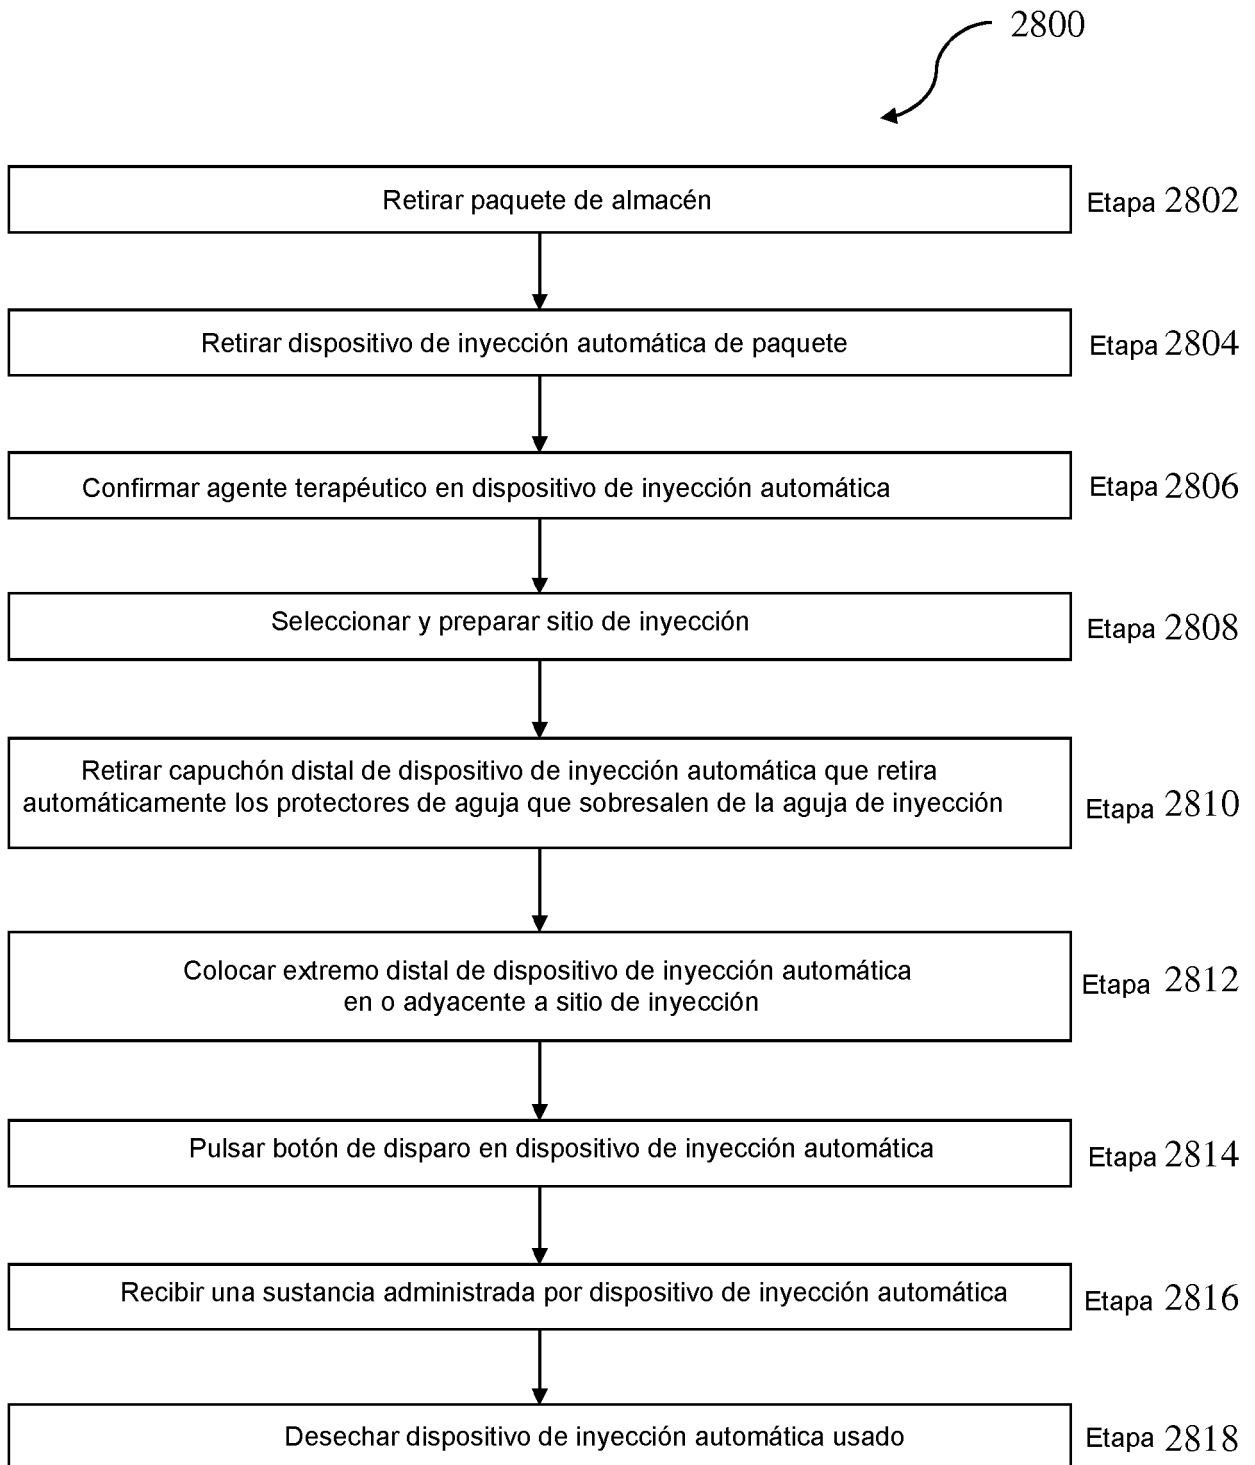 2800
Retirar paquete de almacén
Etapa 2802
Retirar dispositivo de inyección automática de paquete
Etapa 2804
Confirmar agente terapéutico en dispositivo de inyección automática
Etapa 2806
Seleccionar y preparar sitio de inyección
Etapa 2808
Retirar capuchón distal de dispositivo de inyección automática que retira
automáticamente los protectores de aguja que sobresalen de la aguja de inyección
Etapa 2810
Colocar extremo distal de dispositivo de inyección automática
en o adyacente a sitio de inyección
Etapa 2812
Pulsar botón de disparo en dispositivo de inyección automática
Etapa 2814
Recibir una sustancia administrada por dispositivo de inyección automática
Etapa 2816
Desechar dispositivo de inyección automática usado
Etapa 2818